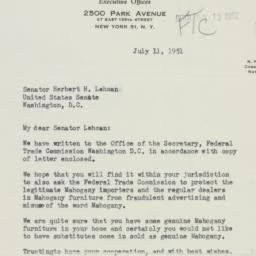 Executive Offices
2500 PARK AVENUE
AT EAST 129TH STREET
NEW YORK 51, N. Y.
FTC
July 11, 1951
Senator Herbert H. Lehman:
United States Senate
Washington, D.C.
My dear Senator Lehman:
We have written to the Office of the Secretary, Federal
Trade Commission Washington D.C. in accordance with copy
of letter enclosed.
We hope that you will find it within your jurisdiction
to also ask the Federal Trade Commission to protect the
legitimate Mahogany importers and the regular dealers
in Mahogany furniture from fraudulent advertising and
misuse of the word Mahogany.
We are quite sure that you have some genuine Mahogany
furniture in your home and certainly you would not like
to have substitutes come in sold as genuine Mahogany.
Trusting to have your cooperation, and with best wishes.